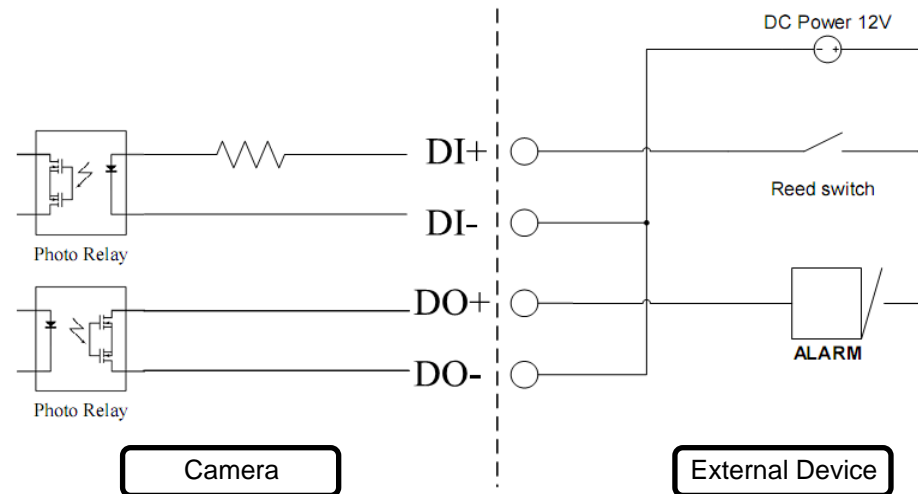 DC Power 12V
- +
DI+
Reed switch
DI-
Photo Relay
DO+
ALARM
DO-
Photo Relay
Camera
External Device